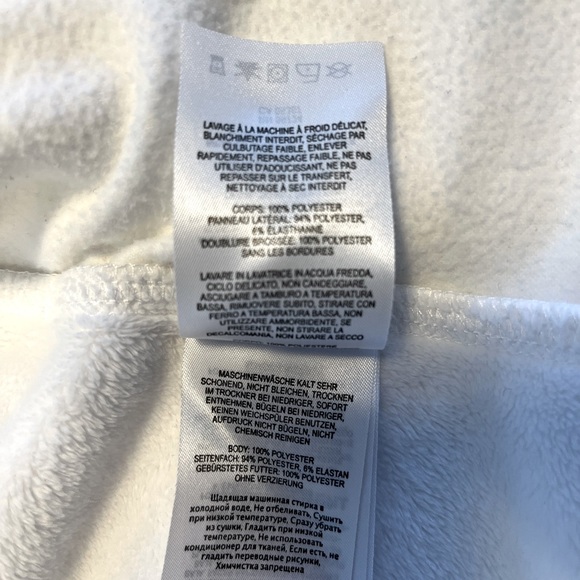 LAVAGE À LA MACHINE À FROID DÉLICAT,
BLANCHIMENT INTERDIT, SÉCHAGE PAR
CULBUTAGE FAIBLE, ENLEVER
RAPIDEMENT, REPASSAGE FAIBLE, NE PAS
UTILISER D'ADOUCISSANT, NE PAS
REPASSER SUR LE TRANSFERT,
NETTOYAGE À SEC INTERDIT
CORPS: 100% POLYESTER
PANNEAU LATÉRAL: 94% POLYESTER,
6% ÉLASTHANNE
DOUBLURE BROSSÉE: 100% POLYESTER
SANS LES BORDURES
LAVARE IN LAVATRICE IN ACQUA FREDDA,
CICLO DELICATO, NON CANDEGGIARE,
ASCIUGARE A TAMBURO A TEMPERATURA
BASSA, RIMUOVERE SUBITO, STIRARE CON
FERRO A TEMPERATURA BASSA, NON
UTILIZZARE AMMORBIDENTE, SE
PRESENTE, NON STIRARE LA
DECALCOMANIA, NON LAVARE A SECCO
MASCHINENWÄSCHE KALT SEHR
SCHONEND, NICHT BLEICHEN, TROCKNEN
IM TROCKNER BEI NIEDRIGER, SOFORT
ENTNEHMEN, BÜGELN BEI NIEDRIGER,
KEINEN WEICHSPÜLER BENUTZEN,
AUFDRUCK NICHT BÜGELN, NICHT
CHEMISCH REINIGEN
BODY: 100% POLYESTER
SEITENFACH: 94% POLYESTER, 6% ELASTAN
GEBÜRSTETES FUTTER: 100% POLYESTER
OHNE VERZIERUNG
Щадящая машинная стирка в
холодной воде, Не отбеливать, Сушить
при низкой температуре, Сразу убрать
из сушки, Гладить при низкой
температуре, Не использовать
кондиционер для тканей, Если есть, не
гладить переводные рисунки,
Химчистка запрещена